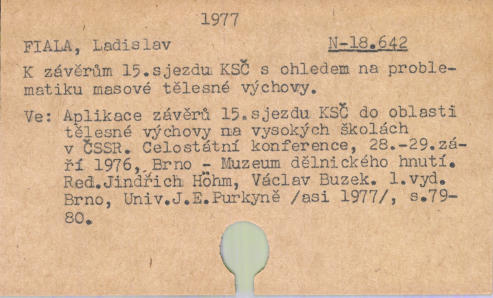 1977
FIALA, Ladislav N-18.642
K závěrům 15.sjezdu KSČ s ohledem na proble-
matiku masové tělesné výchovy.
Ve: Aplikace závěrů 15.sjezdu KSČ do oblasti
tělesné výchovy na vysokých školách
v ČSSR. Celostátní konference, 28.-29.zá-
ří 1976, Brno - Muzeum dělnického hnutí.
Red.Jindřich Höhm, Václav Buzek. l.vyd.
Brno, Univ.J.E.Purkyně /asi 1977/, s.79-
80.